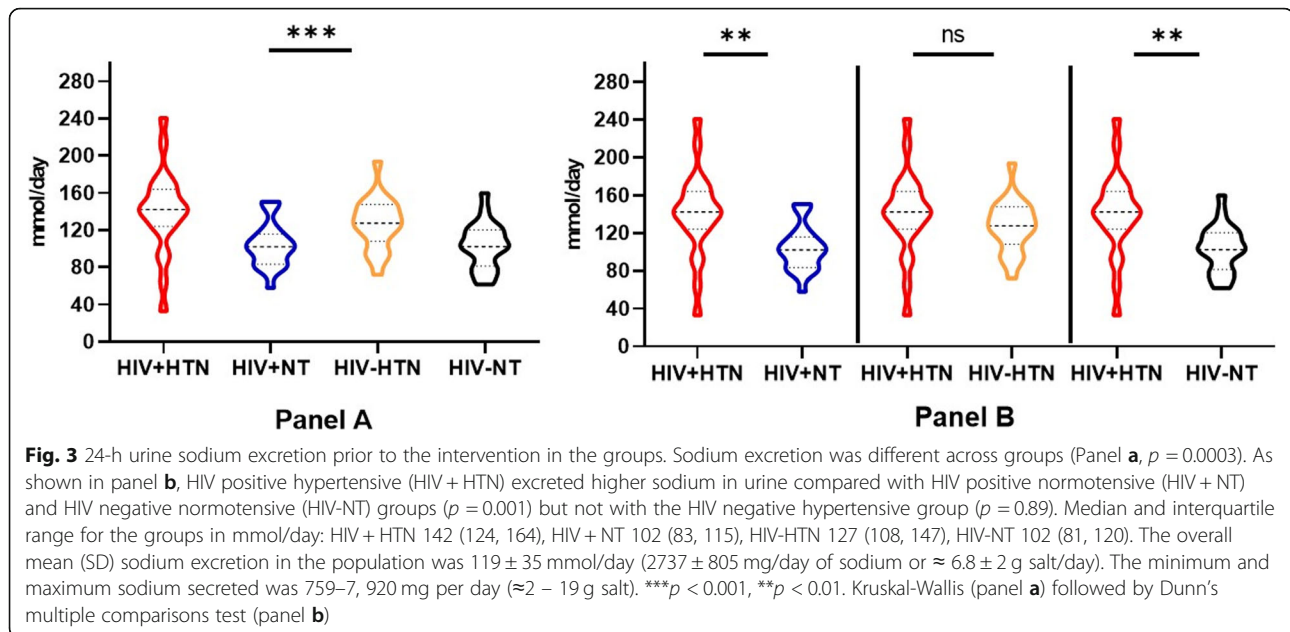 ***
280
240
200
160
120
80
40
0
mmol/day
HIV+HTN HIV+NT HIV-HTN HIV-NT
Panel A
** ns **
280
240
200
160
120
80
40
0
mmol/day
HIV+HTN HIV+NT HIV+HTN HIV-HTN HIV+HTN HIV-NT
Panel B
Fig. 3 24-h urine sodium excretion prior to the intervention in the groups. Sodium excretion was different across groups (Panel a, p = 0.0003). As
shown in panel b, HIV positive hypertensive (HIV + HTN) excreted higher sodium in urine compared with HIV positive normotensive (HIV + NT)
and HIV negative normotensive (HIV-NT) groups (p = 0.001) but not with the HIV negative hypertensive group (p = 0.89). Median and interquartile
range for the groups in mmol/day: HIV + HTN 142 (124, 164), HIV + NT 102 (83, 115), HIV-HTN 127 (108, 147), HIV-NT 102 (81, 120). The overall
mean (SD) sodium excretion in the population was 119 ± 35 mmol/day (2737 ± 805 mg/day of sodium or ≈ 6.8 ± 2 g salt/day). The minimum and
maximum sodium secreted was 759–7, 920 mg per day (≈2 – 19 g salt). ***p < 0.001, **p < 0.01. Kruskal-Wallis (panel a) followed by Dunn's
multiple comparisons test (panel b)